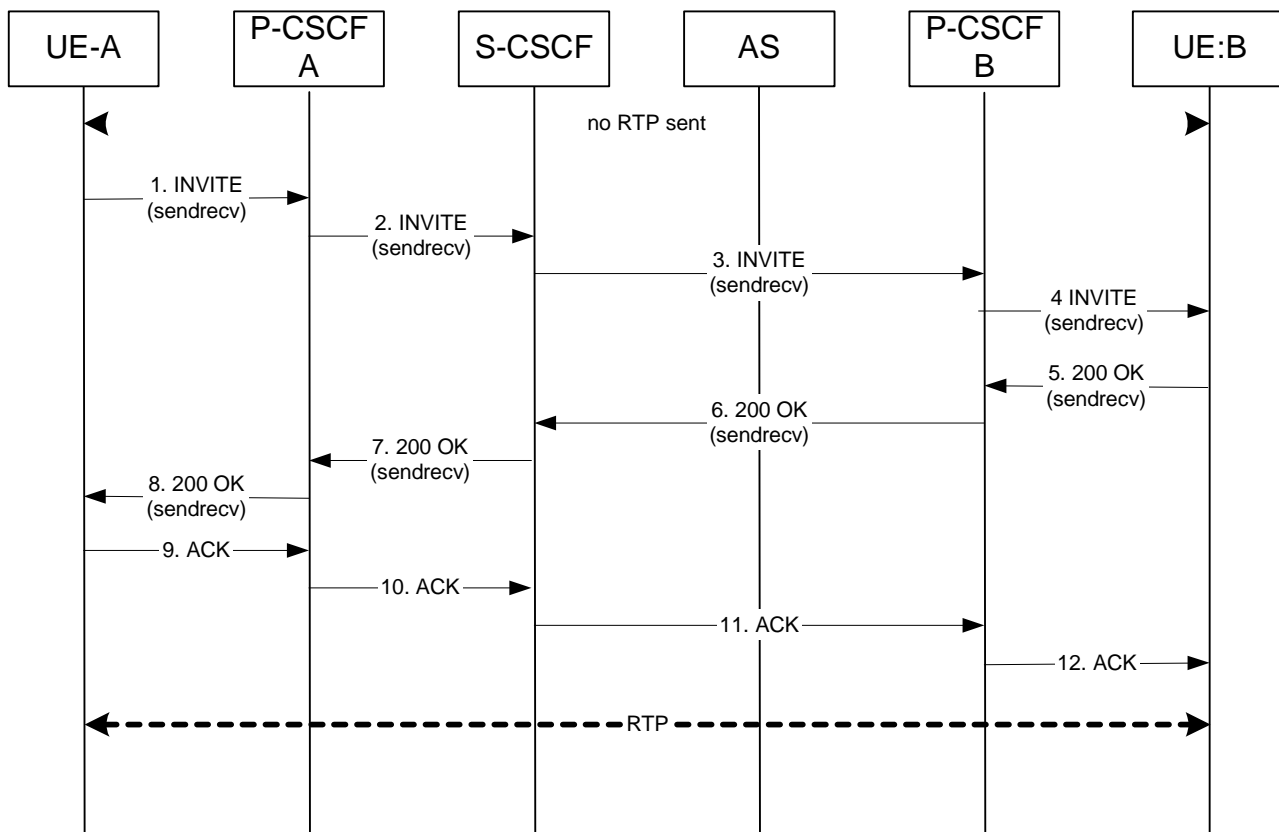 UE-A
P-CSCF
A
S-CSCF
AS
P-CSCF
B
UE:B
no RTP sent
1. INVITE
(sendrecv)
2. INVITE
(sendrecv)
3. INVITE
(sendrecv)
4 INVITE
(sendrecv)
5. 200 OK
(sendrecv)
6. 200 OK
(sendrecv)
7. 200 OK
(sendrecv)
8. 200 OK
(sendrecv)
9. ACK
10. ACK
11. ACK
12. ACK
RTP